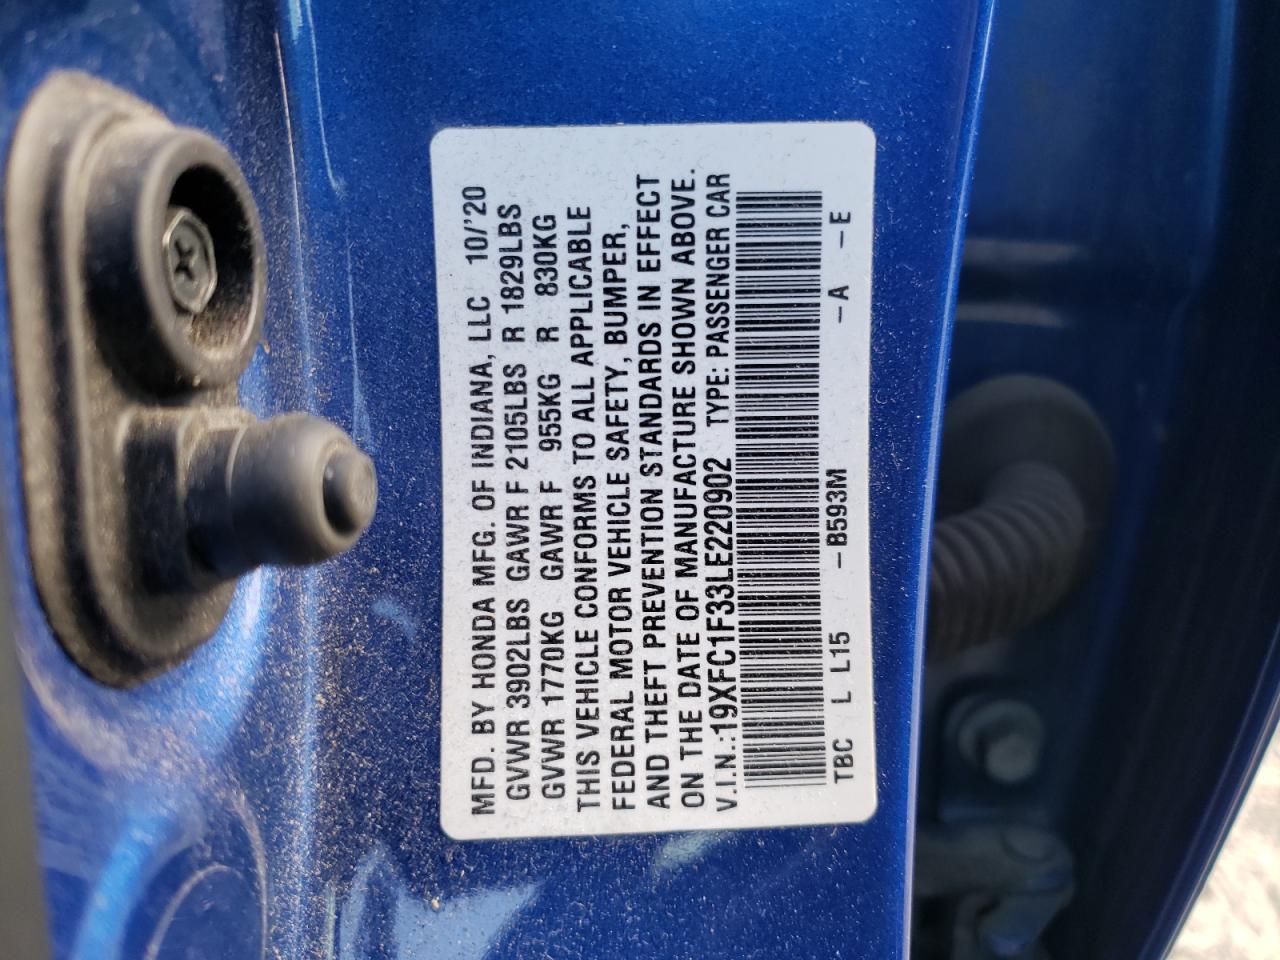 MFD. BY HONDA MFG. OF INDIANA, LLC 10/'20
GVWR 3902LBS GAWR F 2105LBS R 1829LBS
GVWR 1770KG GAWR F 955KG R 830KG
THIS VEHICLE CONFORMS TO ALL APPLICABLE
FEDERAL MOTOR VEHICLE SAFETY, BUMPER,
AND THEFT PREVENTION STANDARDS IN EFFECT
ON THE DATE OF MANUFACTURE SHOWN ABOVE.
V.I.N.:19XFC1F33LE220902 TYPE: PASSENGER CAR
TBC L L15 -B593M -A -E